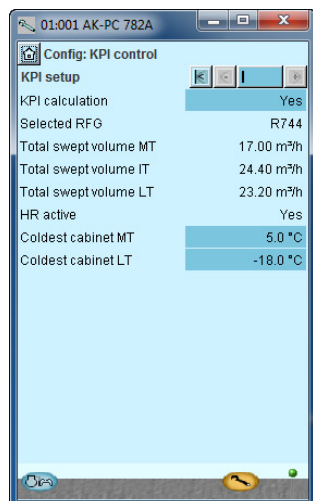 01:001 AK-PC 782A
Config: KPI control
KPI setup
KPI calculation Yes
Selected RFG R744
Total swept volume MT 17.00 m³/h
Total swept volume IT 24.40 m³/h
Total swept volume LT 23.20 m³/h
HR active Yes
Coldest cabinet MT 5.0 °C
Coldest cabinet LT -18.0 °C